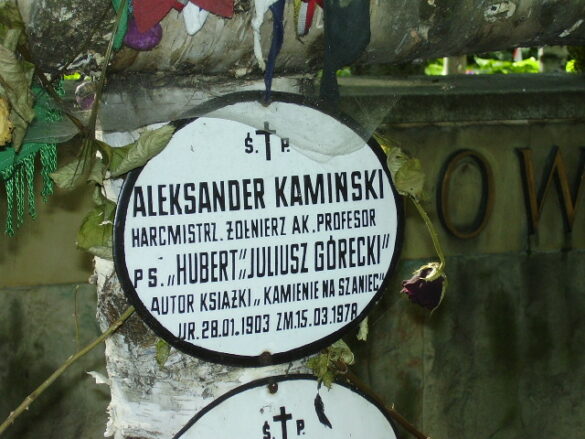 Ś. P.
ALEKSANDER KAMIŃSKI
HARCMISTRZ. ŻOŁNIERZ AK. PROFESOR
PS. „HUBERT" „JULIUSZ GÓRECKI"
AUTOR KSIĄŻKI „KAMIENIE NA SZANIEC"
UR. 28.01.1903 ZM. 15.03.1978
OW
Ś. P.